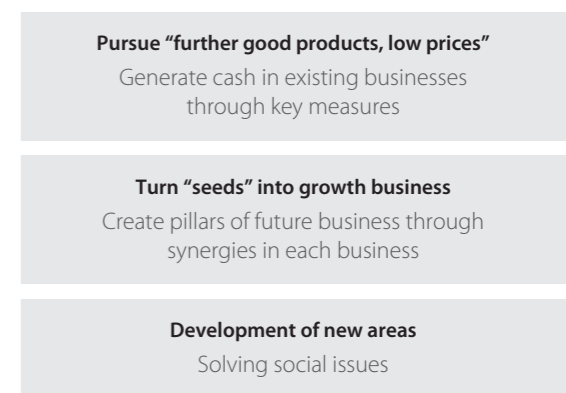 Pursue “further good products, low prices”
Generate cash in existing businesses
through key measures
Turn “seeds” into growth business
Create pillars of future business through
synergies in each business
Development of new areas
Solving social issues